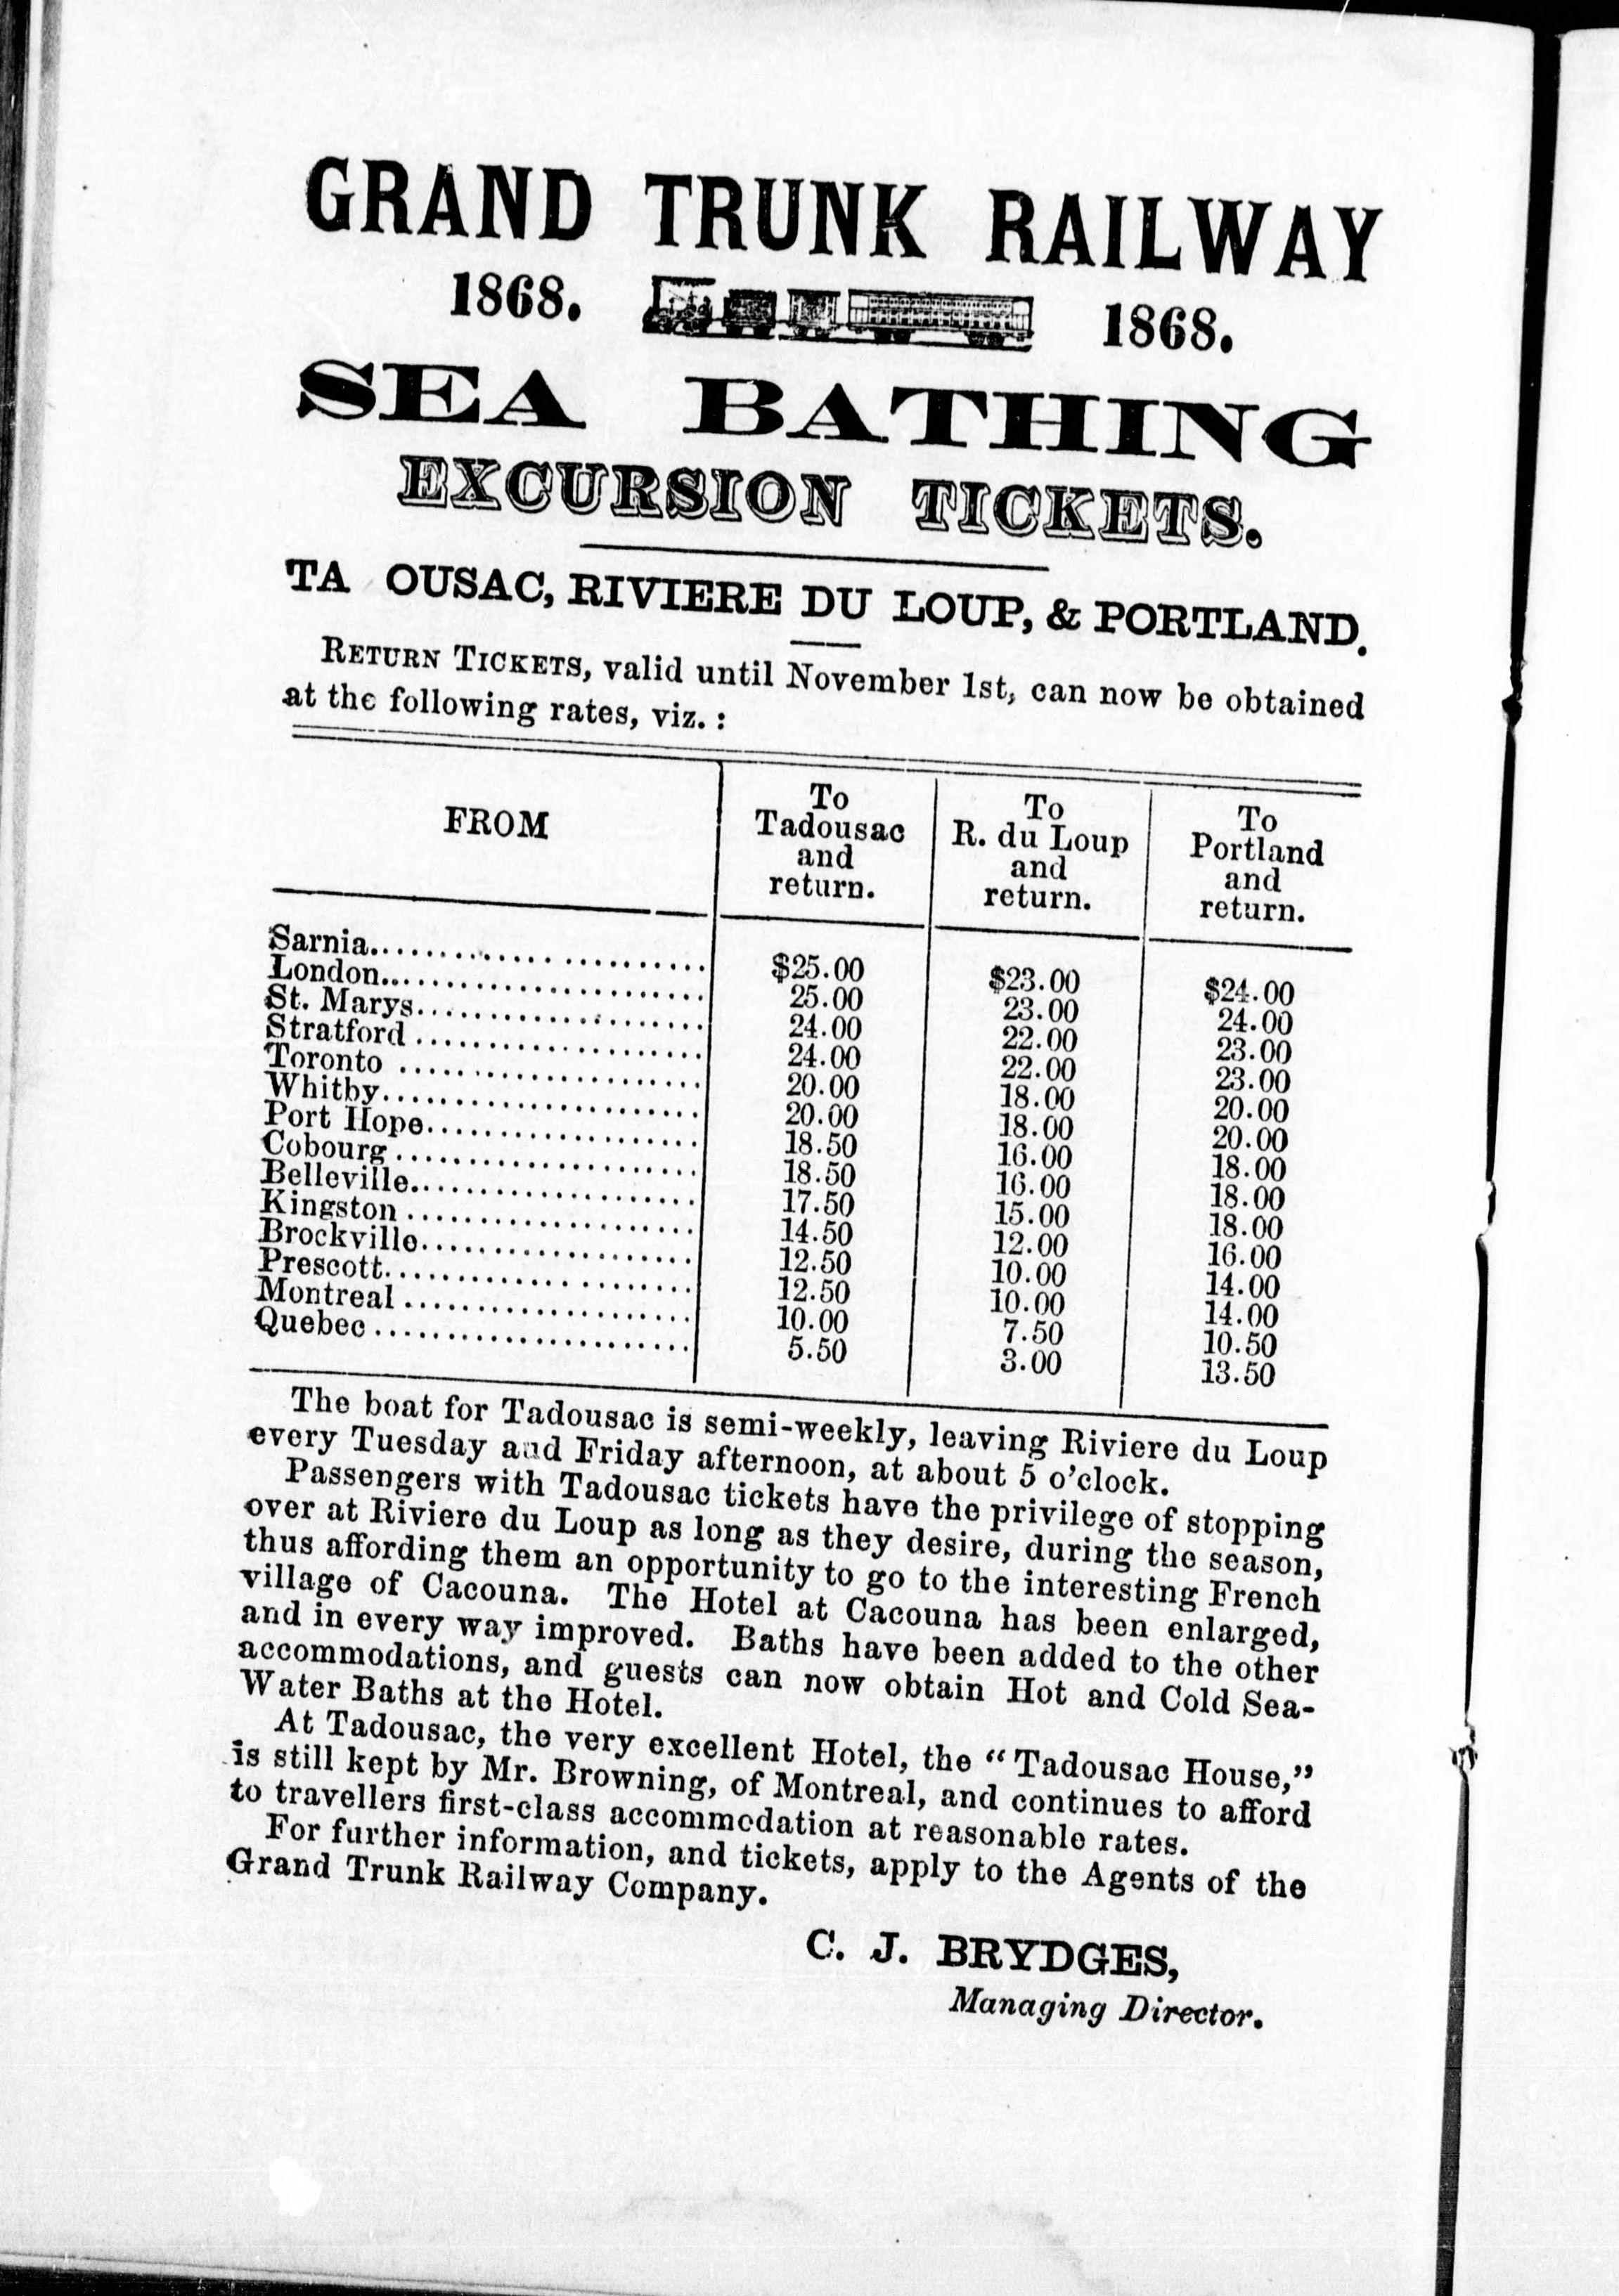 GRAND TRUNK RAILWAY
1868. 1868.
SEA BATHING
EXCURSION TICKETS.
TA OUSAC, RIVIERE DU LOUP, & PORTLAND.
RETURN TICKETS, valid until November 1st, can now be obtained
at the following rates, viz. :
FROM | To Tadousac and return. | To R. du Loup and return. | To Portland and return.
Sarnia........................ $25.00 $23.00 $24.00
London........................ 25.00 23.00 24.00
St. Marys.................... 24.00 22.00 23.00
Stratford .................... 24.00 22.00 23.00
Toronto ..................... 20.00 18.00 20.00
Whitby...................... 20.00 18.00 20.00
Port Hope................... 18.50 16.00 18.00
Cobourg ..................... 18.50 16.00 18.00
Belleville.................... 17.50 15.00 18.00
Kingston .................... 14.50 12.00 16.00
Brockville................... 12.50 10.00 14.00
Prescott...................... 12.50 10.00 14.00
Montreal .................... 10.00 7.50 10.50
Quebec ...................... 5.50 3.00 13.50
The boat for Tadousac is semi-weekly, leaving Riviere du Loup
every Tuesday and Friday afternoon, at about 5 o'clock.
Passengers with Tadousac tickets have the privilege of stopping
over at Riviere du Loup as long as they desire, during the season,
thus affording them an opportunity to go to the interesting French
village of Cacouna. The Hotel at Cacouna has been enlarged,
and in every way improved. Baths have been added to the other
accommodations, and guests can now obtain Hot and Cold Sea-
Water Baths at the Hotel.
At Tadousac, the very excellent Hotel, the "Tadousac House,"
is still kept by Mr. Browning, of Montreal, and continues to afford
to travellers first-class accommodation at reasonable rates.
For further information, and tickets, apply to the Agents of the
Grand Trunk Railway Company.
C. J. BRYDGES,
Managing Director.